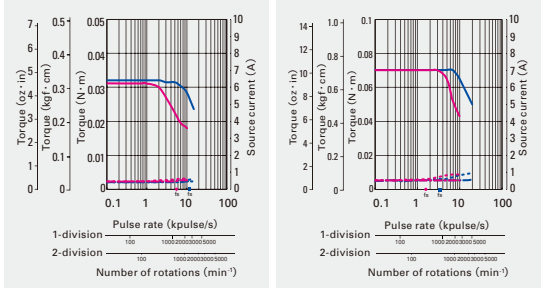 7 0.5 0.05 10
9
6 0.4 0.04 8
5 7
0.3 0.03 6
4 5
3 0.2 0.02 4
2 3
0.1 0.01 2
1 1
0 0 0 0
Torque (oz·in)
Torque (kgf·cm)
Torque (N·m)
Source current (A)
fs fs
0.1 1 10 100
Pulse rate (kpulse/s)
1-division
100 1000 2000 3000 5000
2-division
100 1000 2000 3000 5000
Number of rotations (min-1)
14 1.0 0.1 10
9
12 0.8 0.08 8
10 7
0.6 0.06 6
8 5
6 0.4 0.04 4
4 3
0.2 0.02 2
2 1
0 0 0 0
Torque (oz·in)
Torque (kgf·cm)
Torque (N·m)
Source current (A)
fs fs
0.1 1 10 100
Pulse rate (kpulse/s)
1-division
100 1000 2000 3000 5000
2-division
100 1000 2000 3000 5000
Number of rotations (min-1)